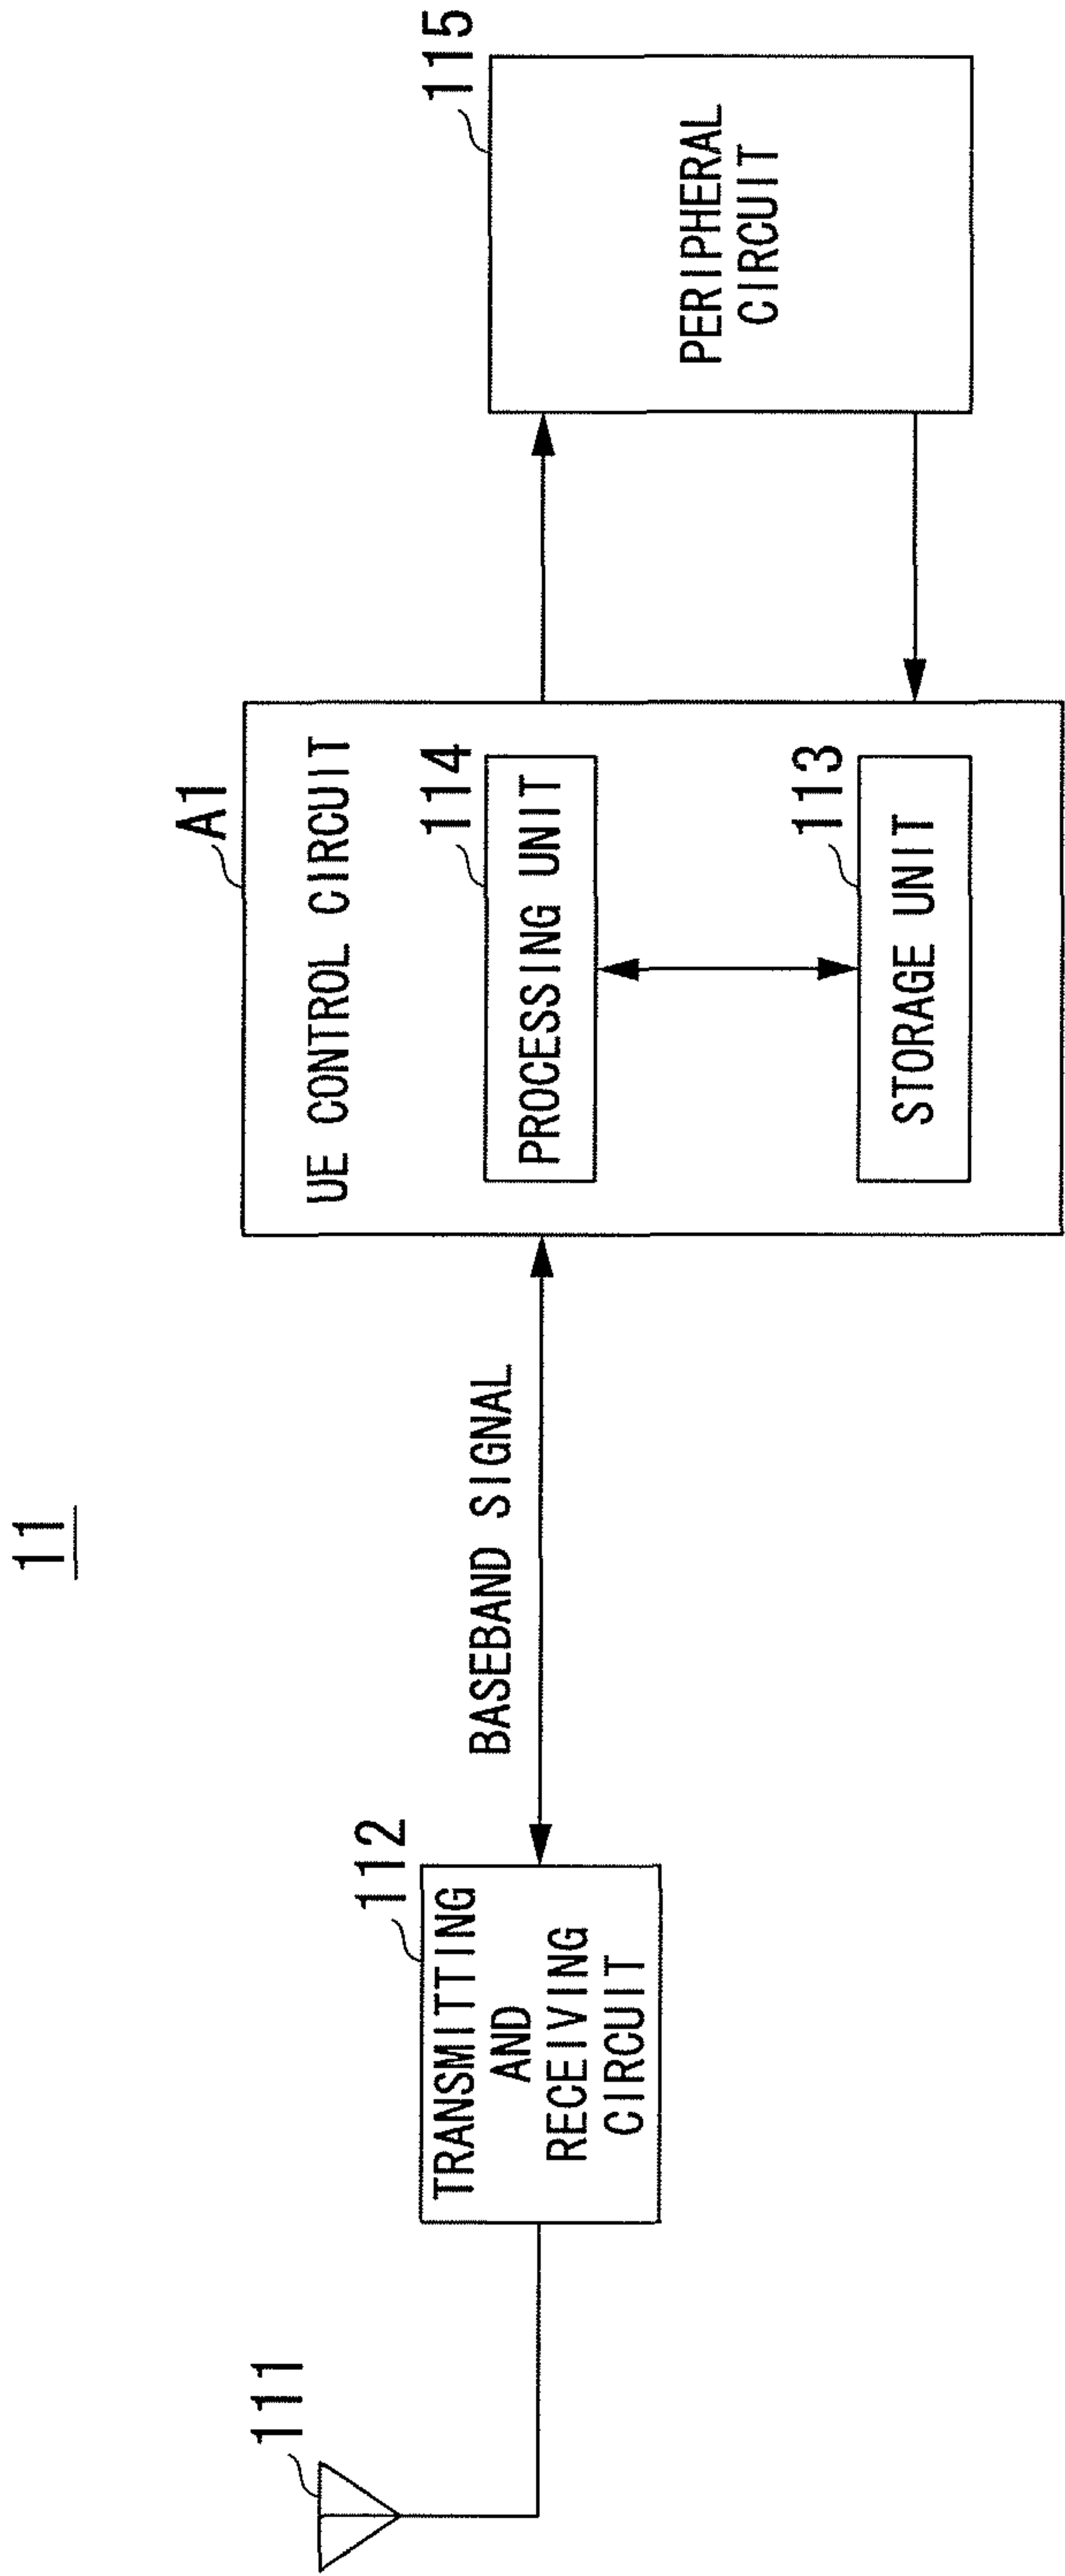 11
111
112
TRANSMITTING
AND
RECEIVING
CIRCUIT
BASEBAND SIGNAL
A1
UE CONTROL CIRCUIT
114
PROCESSING UNIT
113
STORAGE UNIT
115
PERIPHERAL
CIRCUIT